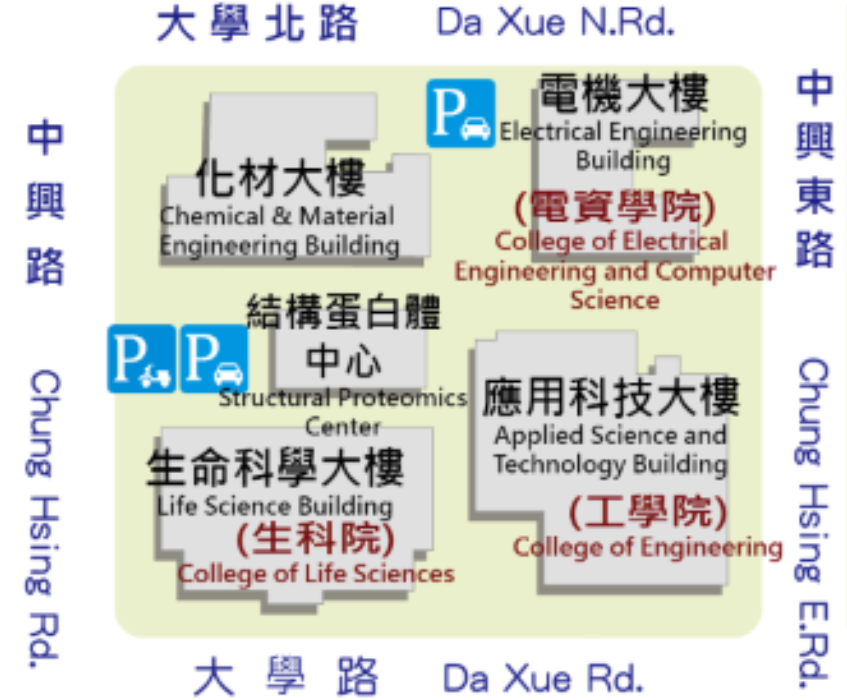 大學北路 Da Xue N.Rd.
中興路 Chung Hsing Rd.
中興東路 Chung Hsing E.Rd.
P
電機大樓
Electrical Engineering
Building
(電資學院)
College of Electrical
Engineering and Computer
Science
化材大樓
Chemical & Material
Engineering Building
結構蛋白體
中心
Structural Proteomics
Center
P
P
應用科技大樓
Applied Science and
Technology Building
(工學院)
College of Engineering
生命科學大樓
Life Science Building
(生科院)
College of Life Sciences
大學路 Da Xue Rd.